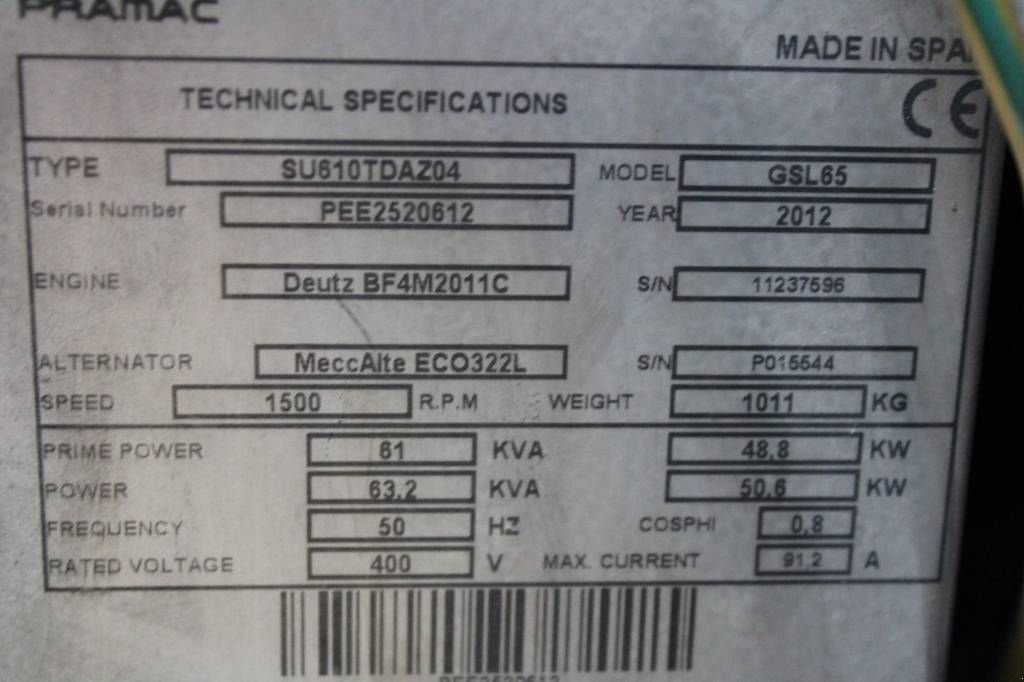 PRAMAC
MADE IN SPA
TECHNICAL SPECIFICATIONS CE
TYPE SU610TDAZ04 MODEL GSL65
Serial Number PEE2520612 YEAR 2012
ENGINE Deutz BF4M2011C S/N 11237596
ALTERNATOR MeccAlte ECO322L S/N P015544
SPEED 1500 R.P.M WEIGHT 1011 KG
PRIME POWER 61 KVA 48,8 KW
POWER 63,2 KVA 50,6 KW
FREQUENCY 50 HZ COSPHI 0,8
RATED VOLTAGE 400 V MAX. CURRENT 91,2 A